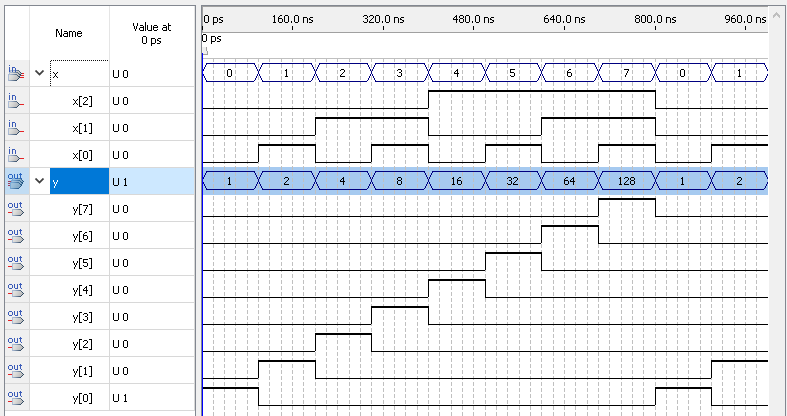 Name Value at 0 ps
0 ps 160.0 ns 320.0 ns 480.0 ns 640.0 ns 800.0 ns 960.0 ns
0 ps
in x U 0 0 1 2 3 4 5 6 7 0 1
in x[2] U 0
in x[1] U 0
in x[0] U 0
out y U 1 1 2 4 8 16 32 64 128 1 2
out y[7] U 0
out y[6] U 0
out y[5] U 0
out y[4] U 0
out y[3] U 0
out y[2] U 0
out y[1] U 0
out y[0] U 1